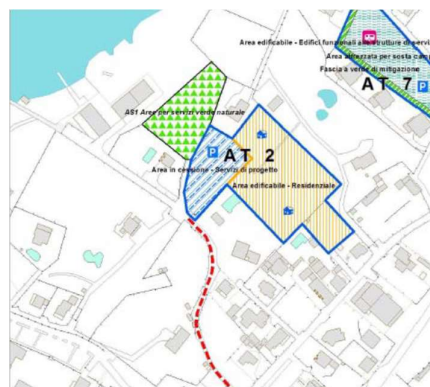 Area edificabile - Edifici funzionali alle strutture di servi
Area attrezzata per sosta camp
Fascia a verde di mitigazione
P
AT 7
AS1 Aree per servizi verde naturale
P
AT 2
Area in cessione - Servizi di progetto
Area edificabile - Residenziale